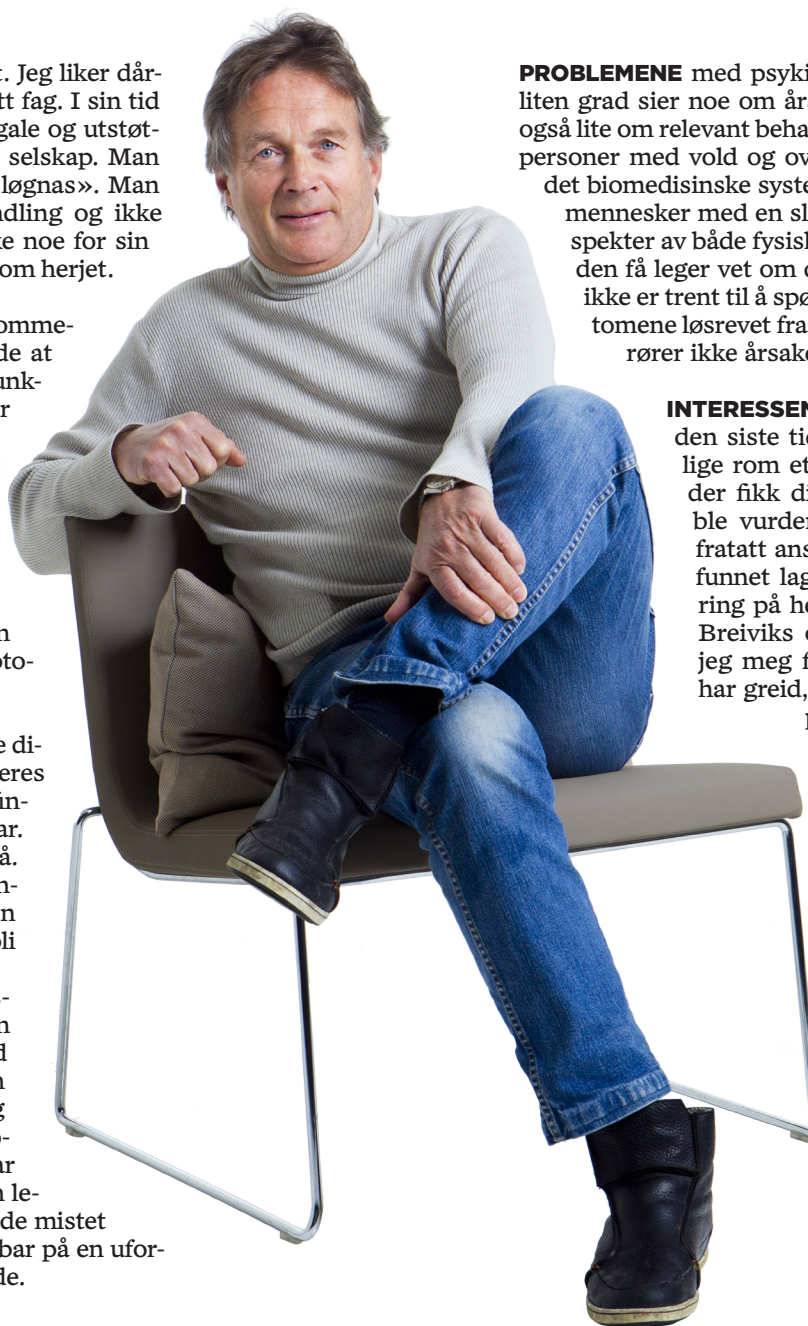 t. Jeg liker dår-
tt fag. I sin tid
gale og utstøt-
selskap. Man
løgnas». Man
ndling og ikke
ke noe for sin
om herjet.
omme-
de at
unk-
r
n
oto-
e di-
eres
in-
ar.
å.
n-
n
oli
s-
n
d
n
g
o-
ar
n le-
de mistet
bar på en ufor-
de.
PROBLEMENE med psyki
liten grad sier noe om års
også lite om relevant beha
personer med vold og ov
det biomedisinske syste
mennesker med en sl
spekter av både fysisk
den få leger vet om d
ikke er trent til å spø
tomene løsrevet fra
rører ikke årsake
INTERESSEN
den siste tid
lige rom et
der fikk di
ble vurder
fratatt ans
funnet lag
ring på he
Breiviks
jeg meg f
har greid,